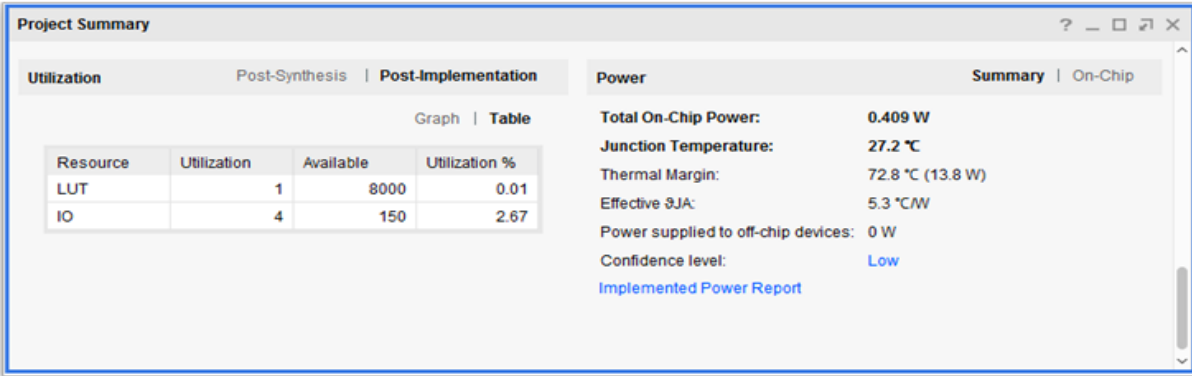 Project Summary
Utilization
Post-Synthesis | Post-Implementation
Graph | Table
Resource Utilization Available Utilization %
LUT 1 8000 0.01
IO 4 150 2.67
Power
Summary | On-Chip
Total On-Chip Power: 0.409 W
Junction Temperature: 27.2 °C
Thermal Margin: 72.8 °C (13.8 W)
Effective ϑJA: 5.3 °C/W
Power supplied to off-chip devices: 0 W
Confidence level: Low
Implemented Power Report